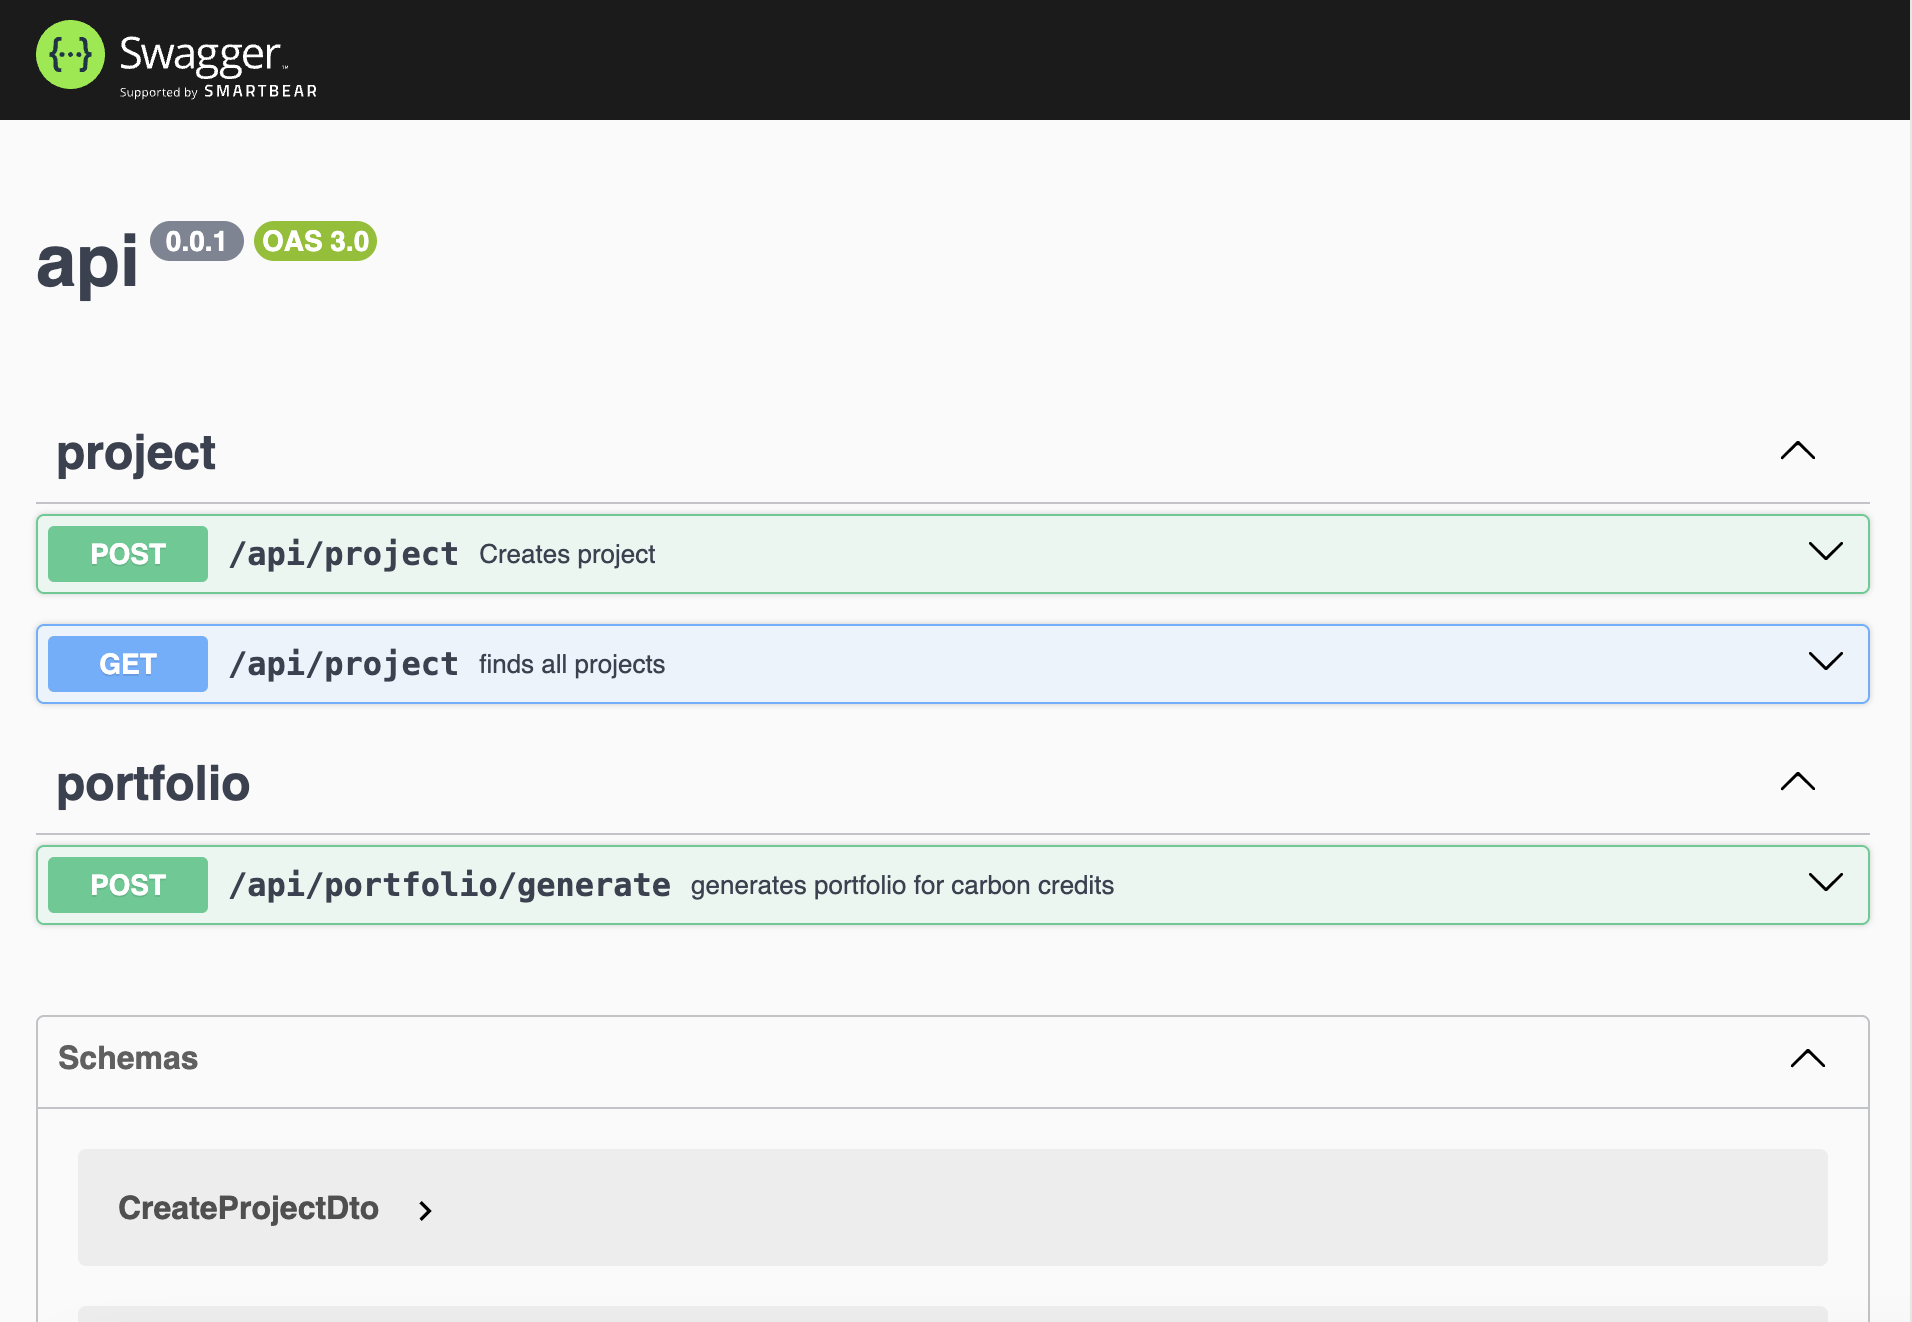 {···} Swagger™
Supported by SMARTBEAR
api 0.0.1 OAS 3.0
project
POST /api/project Creates project
GET /api/project finds all projects
portfolio
POST /api/portfolio/generate generates portfolio for carbon credits
Schemas
CreateProjectDto